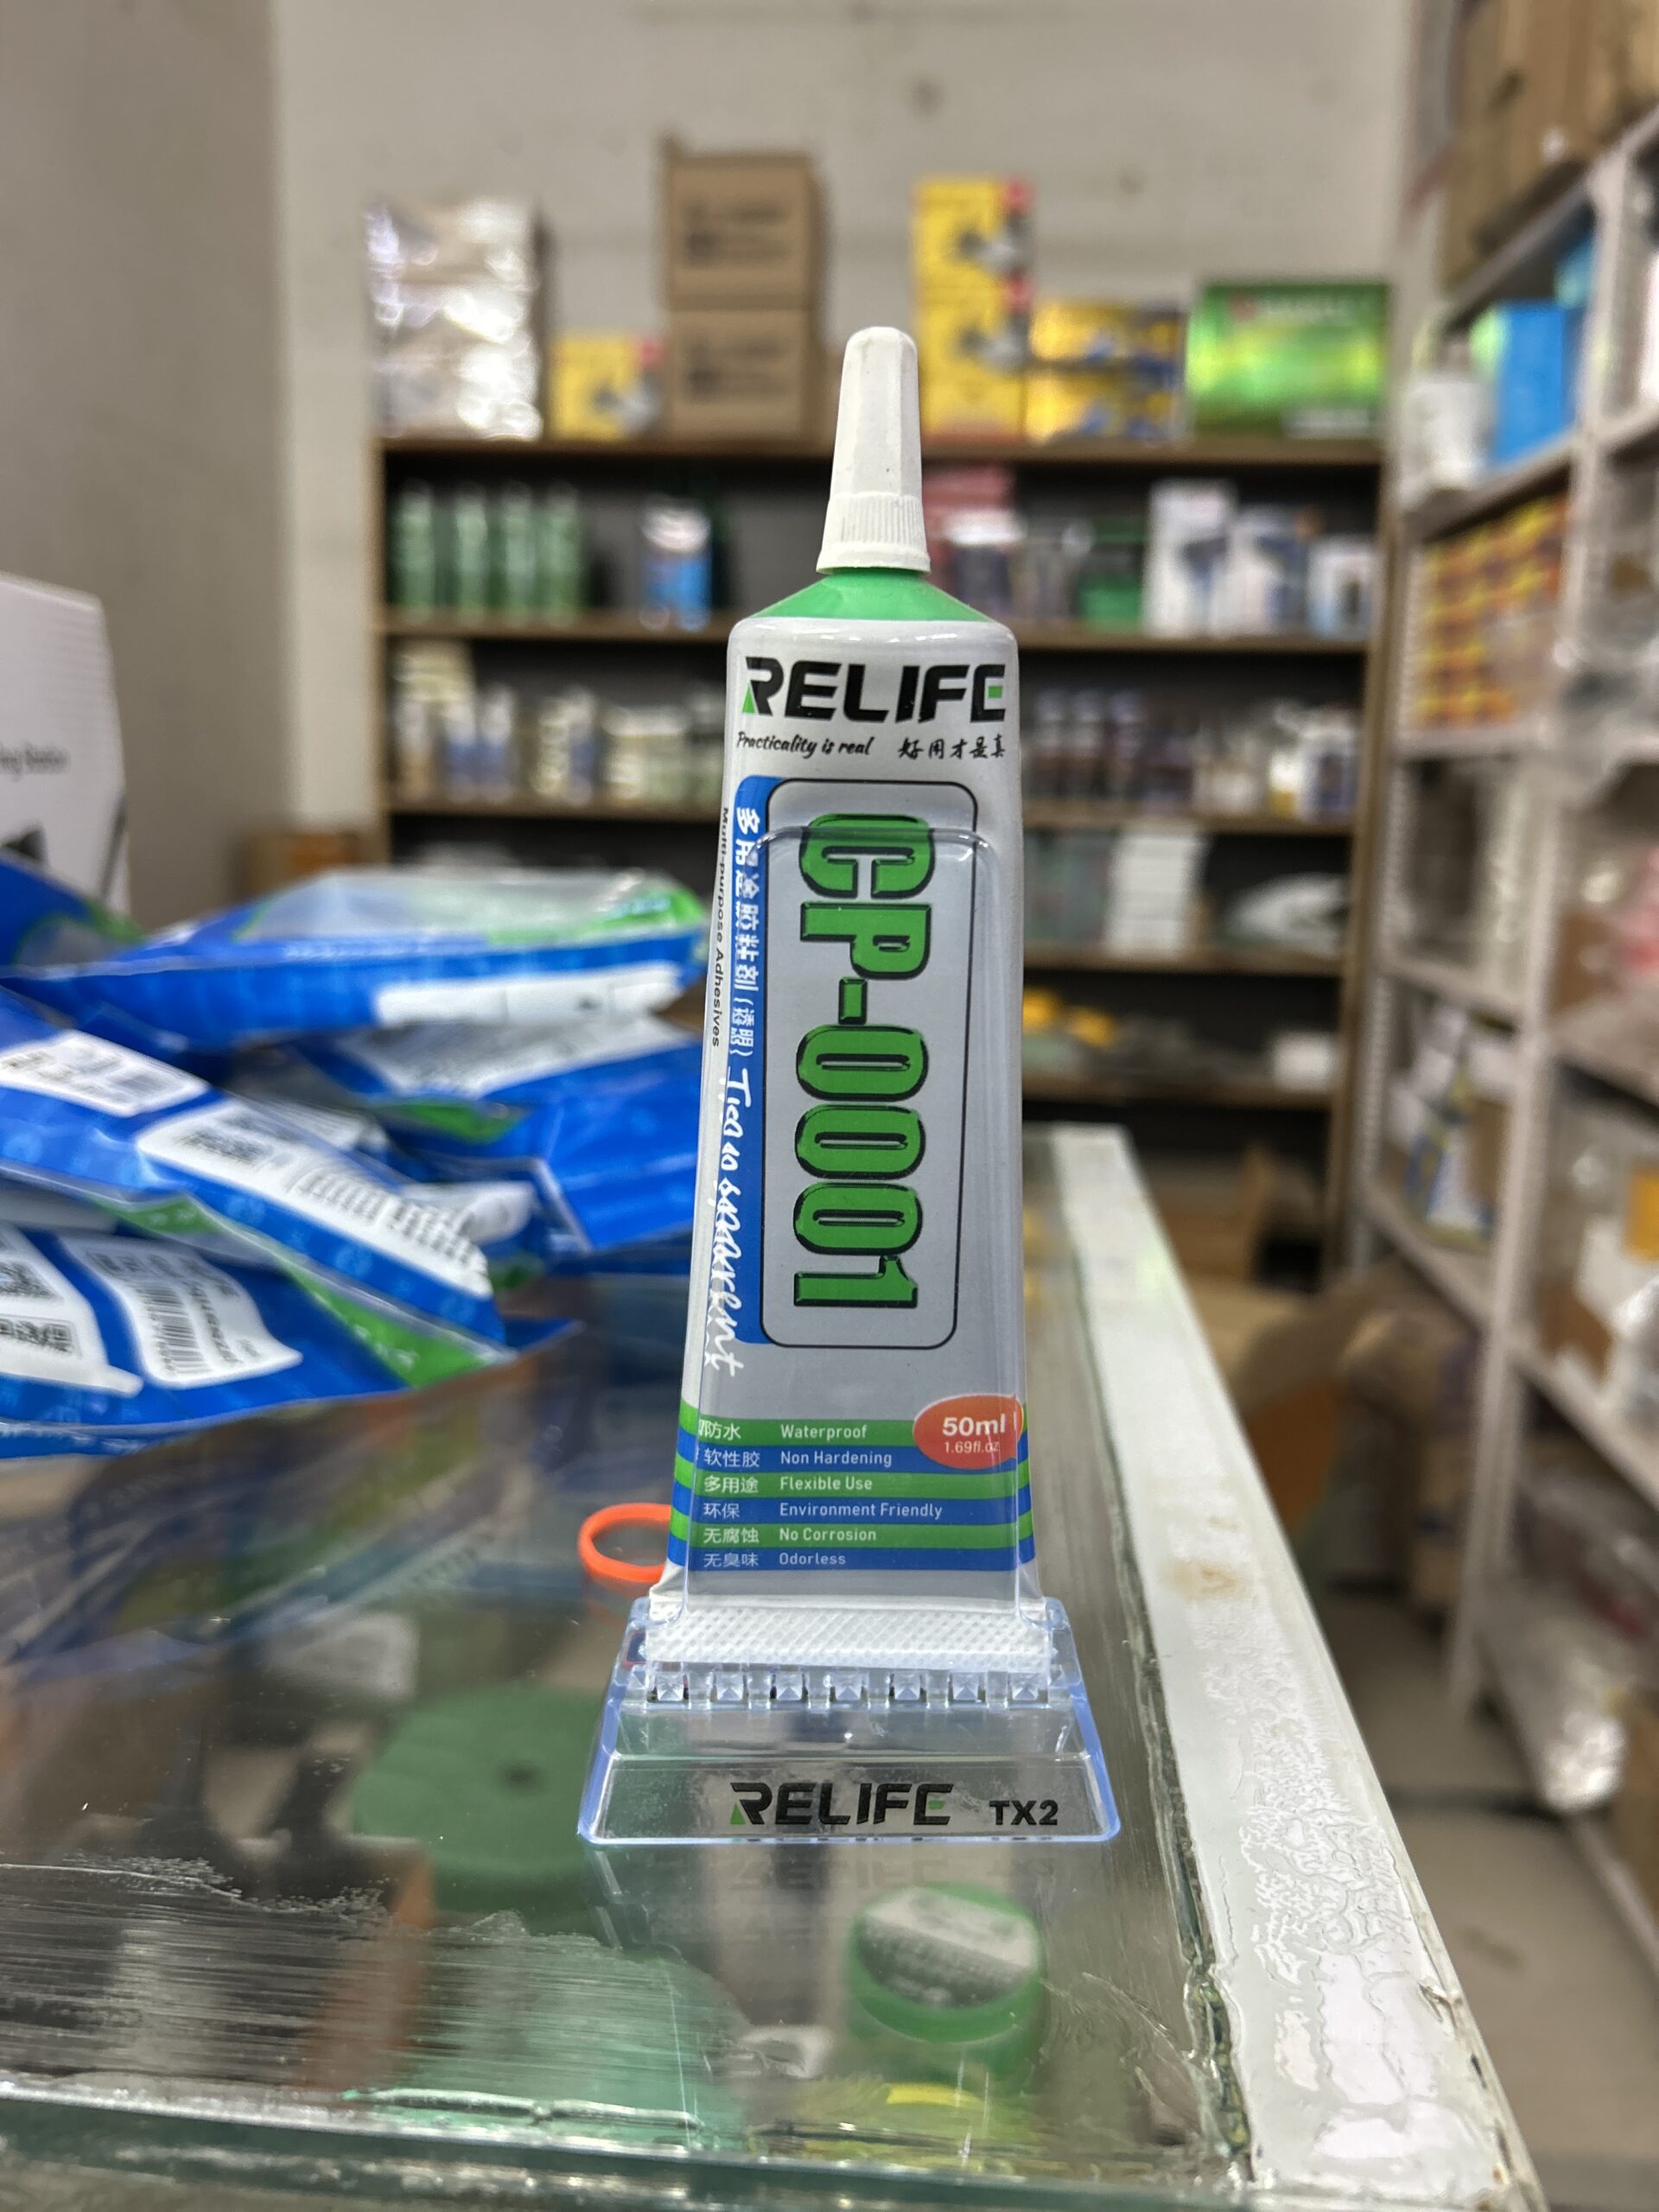 RELIFE
Practicality is real 好用才是真
CP-0001
多用途胶粘剂(透明) Transparent
Multi-purpose Adhesives
50ml
1.69fl.oz
防水 Waterproof
软性胶 Non Hardening
多用途 Flexible Use
环保 Environment Friendly
无腐蚀 No Corrosion
无臭味 Odorless
RELIFE TX2